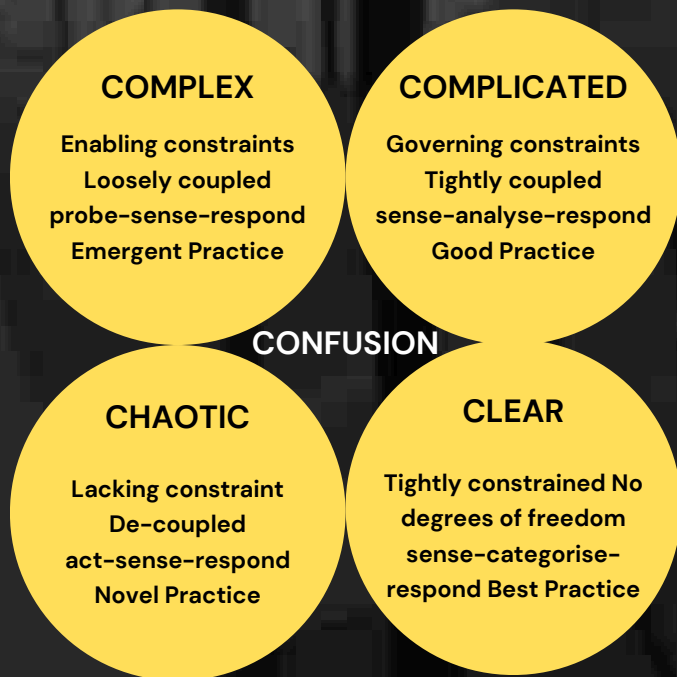 COMPLEX
Enabling constraints
Loosely coupled
probe-sense-respond
Emergent Practice
COMPLICATED
Governing constraints
Tightly coupled
sense-analyse-respond
Good Practice
CONFUSION
CHAOTIC
Lacking constraint
De-coupled
act-sense-respond
Novel Practice
CLEAR
Tightly constrained No
degrees of freedom
sense-categorise-
respond Best Practice